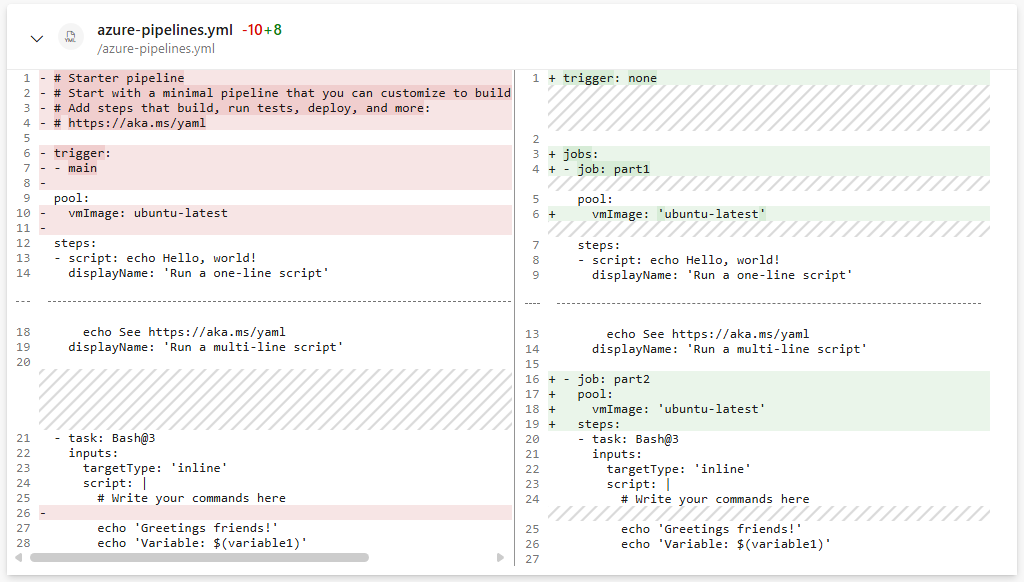 azure-pipelines.yml -10+8
YML
/azure-pipelines.yml
1 - # Starter pipeline
2 - # Start with a minimal pipeline that you can customize to build
3 - # Add steps that build, run tests, deploy, and more:
4 - # https://aka.ms/yaml
5
6 - trigger:
7 - - main
8 -
9 pool:
10 - vmImage: ubuntu-latest
11 -
12 steps:
13 - script: echo Hello, world!
14 displayName: 'Run a one-line script'
18 echo See https://aka.ms/yaml
19 displayName: 'Run a multi-line script'
20
21 - task: Bash@3
22 inputs:
23 targetType: 'inline'
24 script: |
25 # Write your commands here
26 -
27 echo 'Greetings friends!'
28 echo 'Variable: $(variable1)'
1 + trigger: none
2
3 + jobs:
4 + - job: part1
5 pool:
6 + vmImage: 'ubuntu-latest'
7 steps:
8 - script: echo Hello, world!
9 displayName: 'Run a one-line script'
13 echo See https://aka.ms/yaml
14 displayName: 'Run a multi-line script'
15
16 + - job: part2
17 + pool:
18 + vmImage: 'ubuntu-latest'
19 + steps:
20 - task: Bash@3
21 inputs:
22 targetType: 'inline'
23 script: |
24 # Write your commands here
25 echo 'Greetings friends!'
26 echo 'Variable: $(variable1)'
27